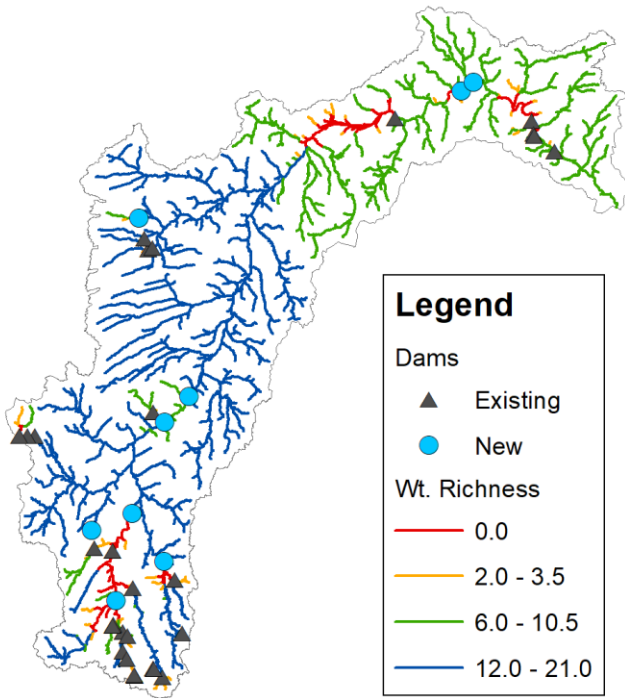 Legend
Dams
Existing
New
Wt. Richness
0.0
2.0 - 3.5
6.0 - 10.5
12.0 - 21.0